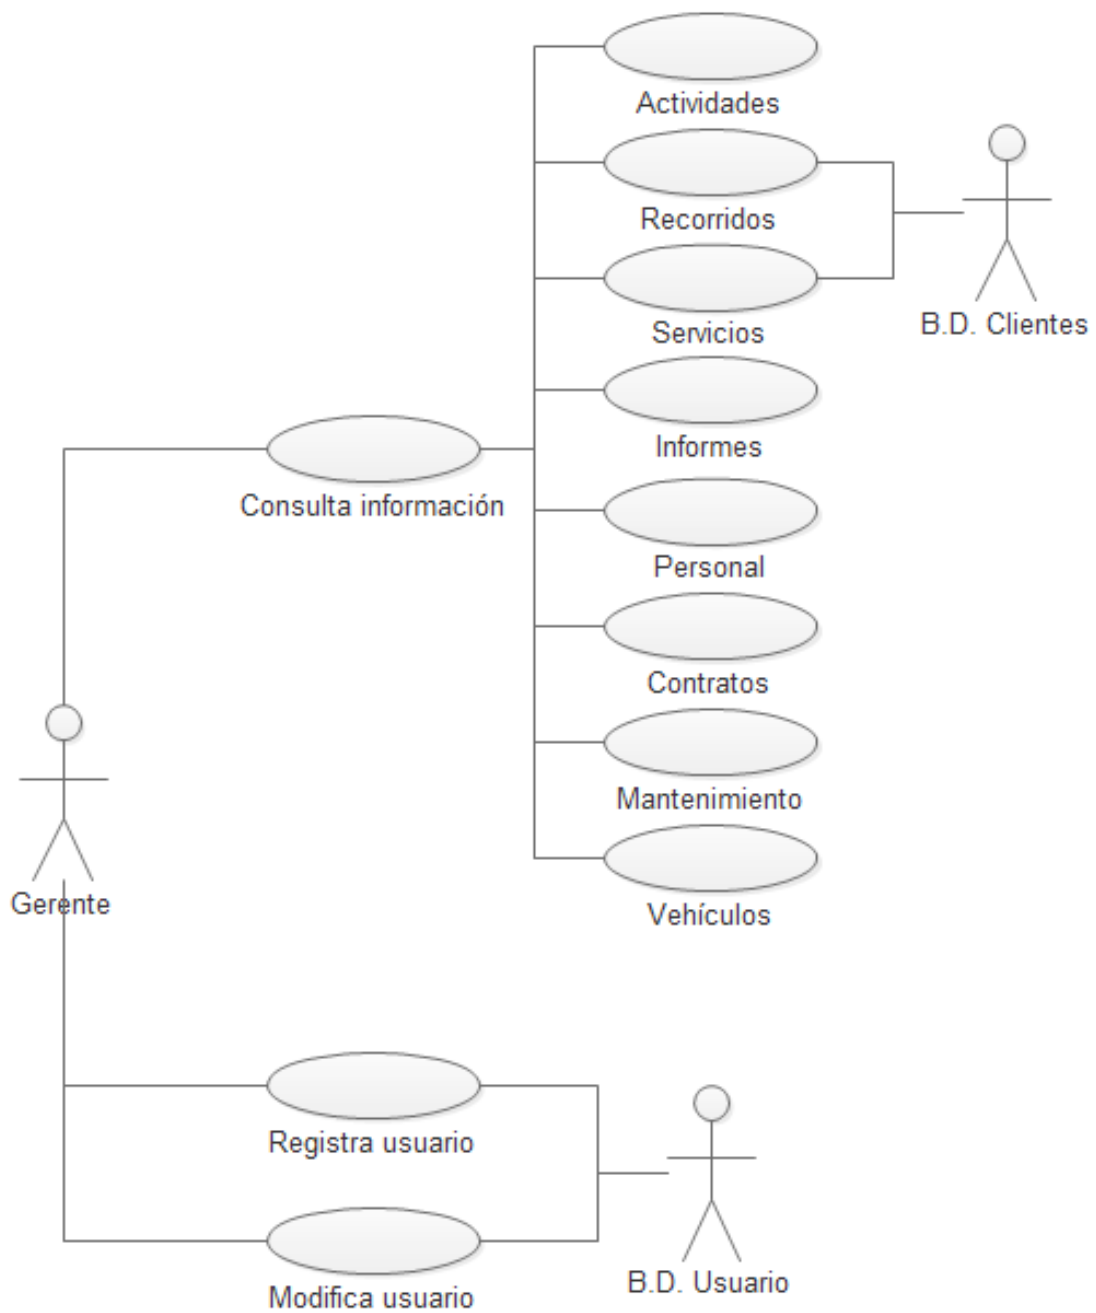 Actividades
Recorridos
Servicios
B.D. Clientes
Informes
Consulta información
Personal
Contratos
Mantenimiento
Gerente
Vehículos
Registra usuario
B.D. Usuario
Modifica usuario